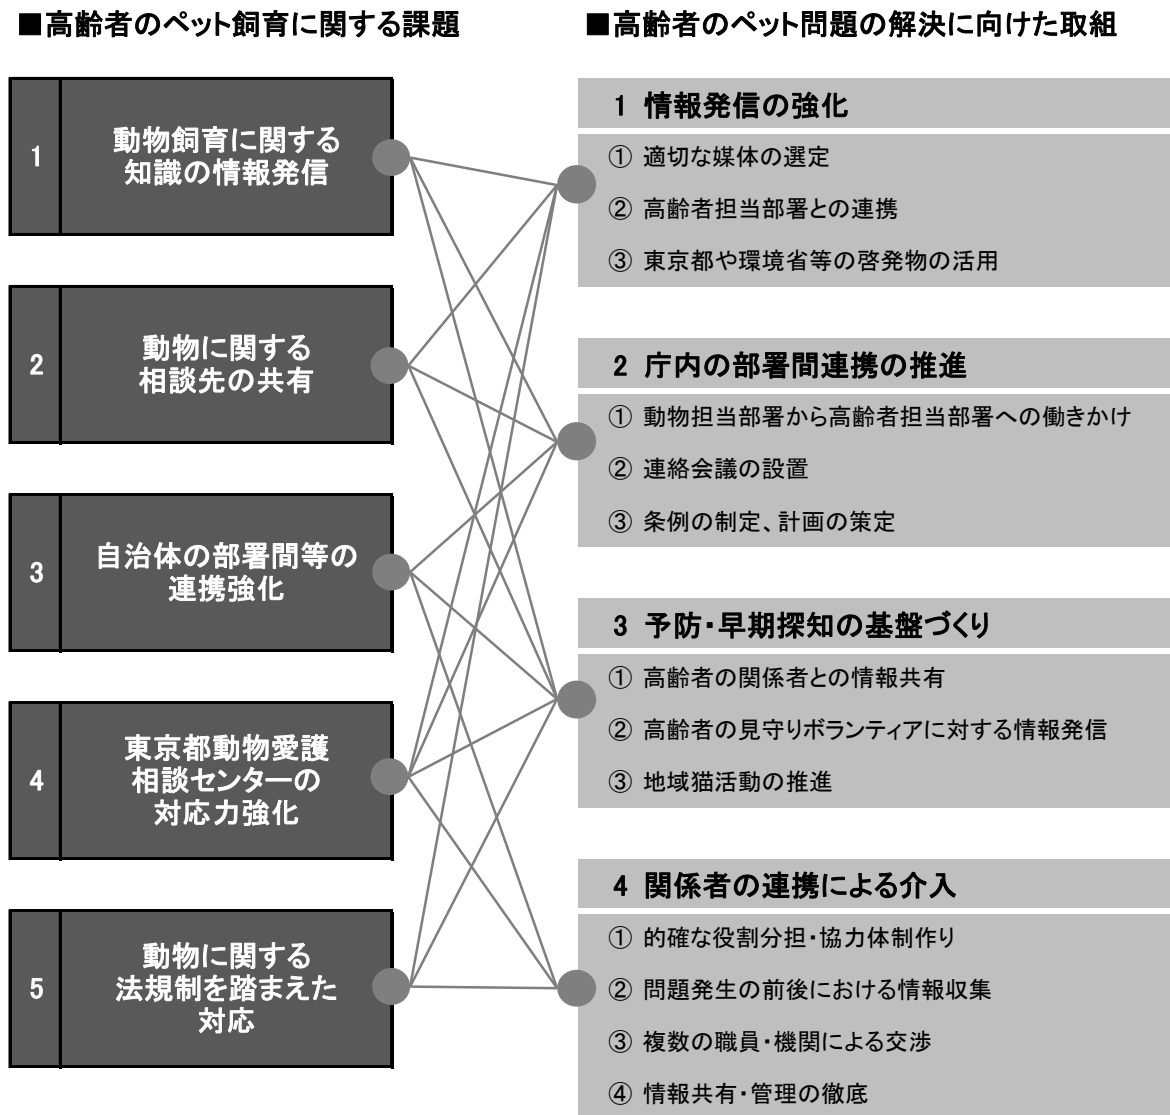 ■高齢者のペット飼育に関する課題
1
動物飼育に関する
知識の情報発信
2
動物に関する
相談先の共有
3
自治体の部署間等の
連携強化
4
東京都動物愛護
相談センターの
対応力強化
5
動物に関する
法規制を踏まえた
対応
■高齢者のペット問題の解決に向けた取組
1 情報発信の強化
① 適切な媒体の選定
② 高齢者担当部署との連携
③ 東京都や環境省等の啓発物の活用
2 庁内の部署間連携の推進
① 動物担当部署から高齢者担当部署への働きかけ
② 連絡会議の設置
③ 条例の制定、計画の策定
3 予防・早期探知の基盤づくり
① 高齢者の関係者との情報共有
② 高齢者の見守りボランティアに対する情報発信
③ 地域猫活動の推進
4 関係者の連携による介入
① 的確な役割分担・協力体制作り
② 問題発生の前後における情報収集
③ 複数の職員・機関による交渉
④ 情報共有・管理の徹底